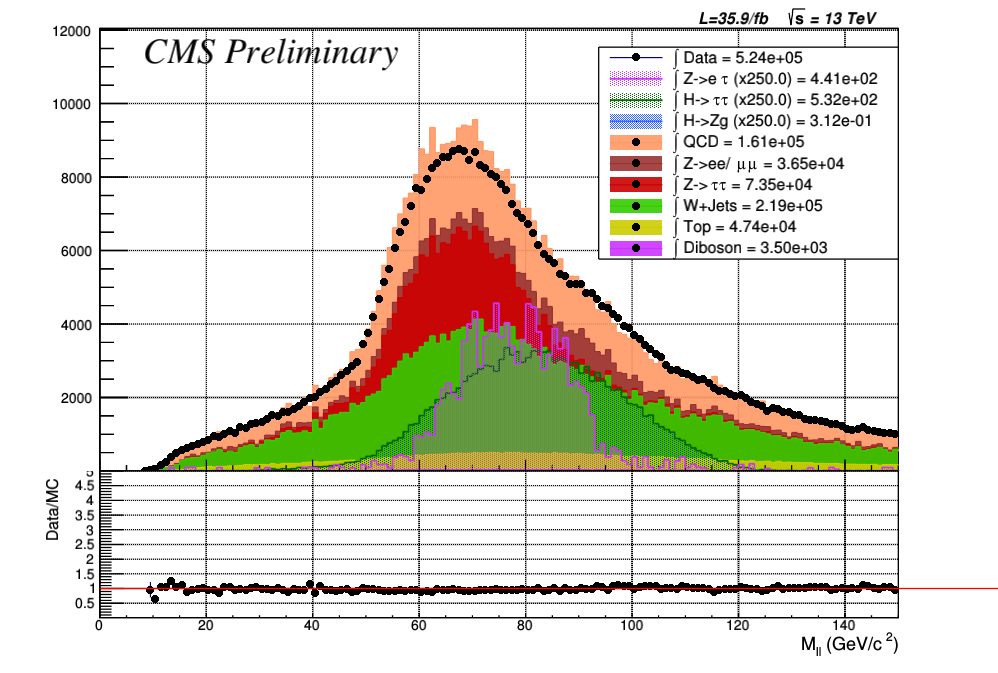 L=35.9/fb √s = 13 TeV
CMS Preliminary
12000
10000
8000
6000
4000
2000
∫ Data = 5.24e+05
∫ Z->e τ (x250.0) = 4.41e+02
∫ H-> ττ (x250.0) = 5.32e+02
∫ H->Zg (x250.0) = 3.12e-01
∫ QCD = 1.61e+05
∫ Z->ee/ μμ = 3.65e+04
∫ Z-> ττ = 7.35e+04
∫ W+Jets = 2.19e+05
∫ Top = 4.74e+04
∫ Diboson = 3.50e+03
Data/MC
5
4.5
4
3.5
3
2.5
2
1.5
1
0.5
0 20 40 60 80 100 120 140
M_ll (GeV/c²)